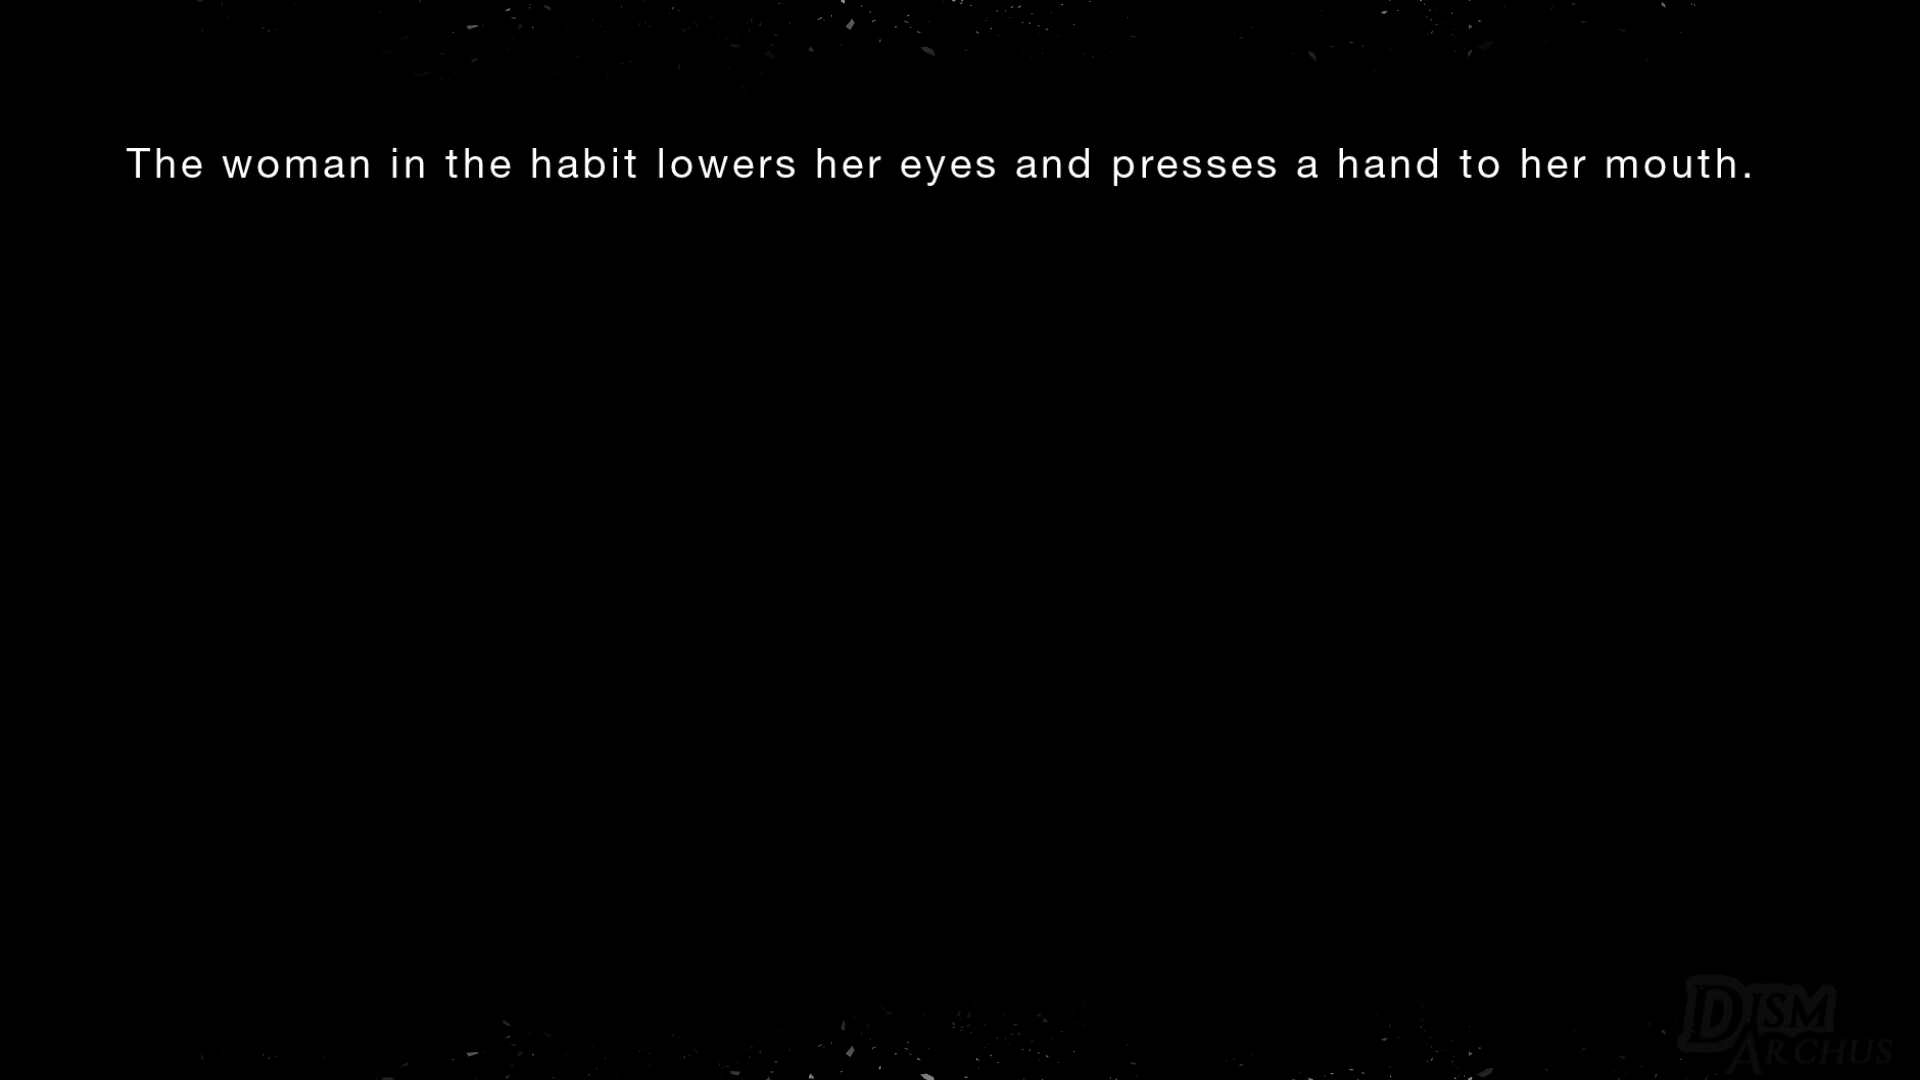 The woman in the habit lowers her eyes and presses a hand to her mouth.
DISM
ARCHUS